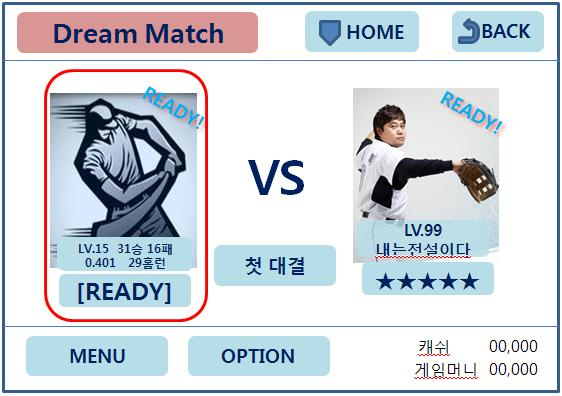 Dream Match
HOME
BACK
READY!
READY!
VS
LV.15 31승 16패
0.401 29홈런
[READY]
첫 대결
LV.99
내는전설이다
★★★★★
MENU
OPTION
캐쉬 00,000
게임머니 00,000